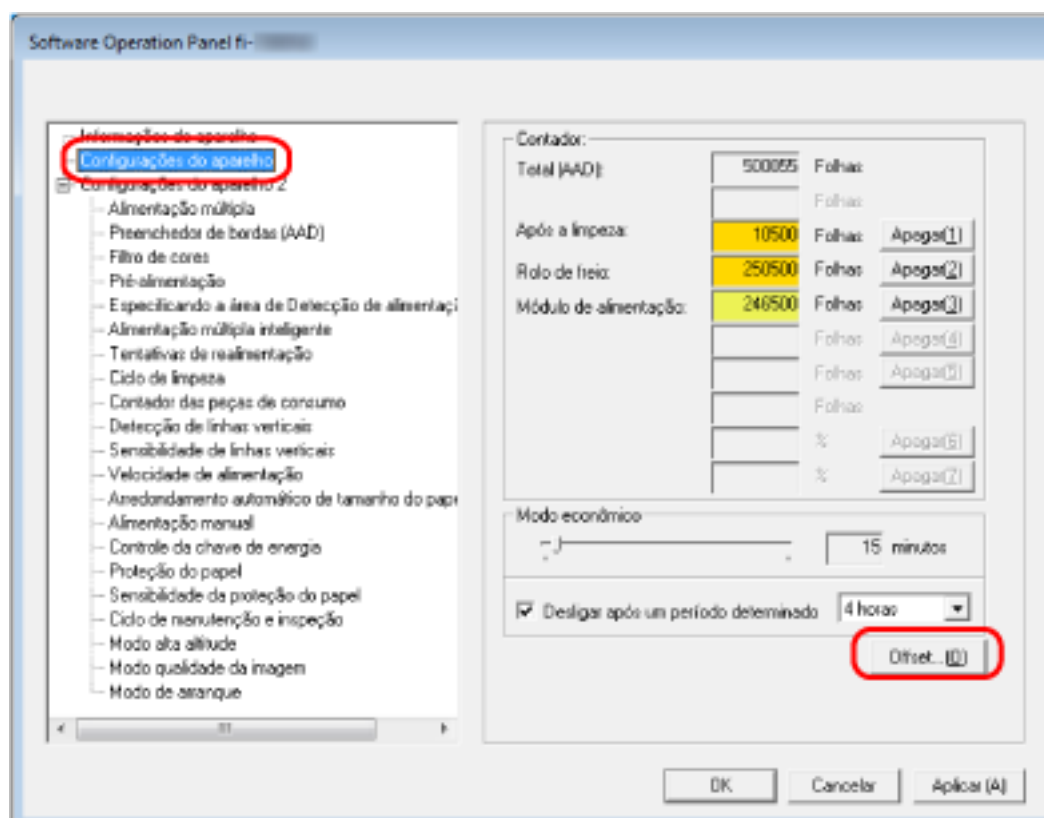 Software Operation Panel fi-
Informações do aparelho
Configurações do aparelho
Configurações do aparelho 2
Alimentação múltipla
Preenchedor de bordas (AAD)
Filtro de cores
Pré-alimentação
Especificando a área de Detecção de alimentaçi
Alimentação múltipla inteligente
Tentativas de realimentação
Ciclo de limpeza
Contador das peças de consumo
Detecção de linhas verticais
Sensibilidade de linhas verticais
Velocidade de alimentação
Arredondamento automático de tamanho do pape
Alimentação manual
Controle da chave de energia
Proteção do papel
Sensibilidade da proteção do papel
Ciclo de manutenção e inspeção
Modo alta altitude
Modo qualidade da imagem
Modo de arranque
Contador:
Total (AAD): 500055 Folhas
Folhas
Após a limpeza: 10500 Folhas Apagar(1)
Rolo de freio: 250500 Folhas Apagar(2)
Módulo de alimentação: 246500 Folhas Apagar(3)
Folhas Apagar(4)
Folhas Apagar(5)
Folhas
% Apagar(6)
% Apagar(7)
Modo econômico
15 minutos
Desligar após um período determinado 4 horas
Offset...(O)
OK Cancelar Aplicar (A)